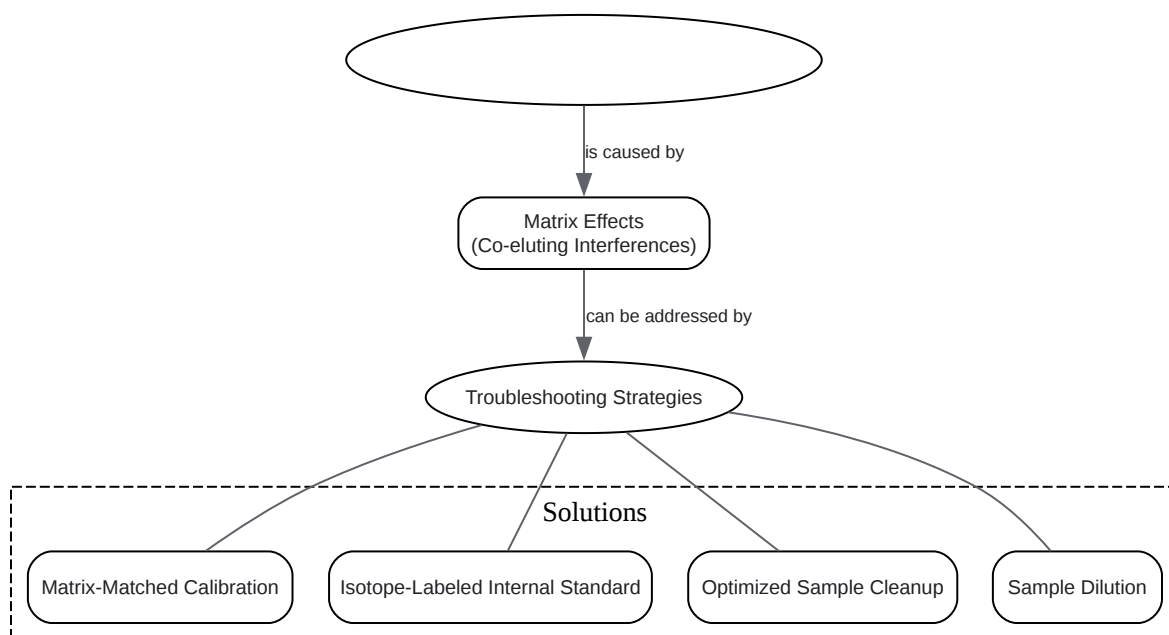 is caused by
Matrix Effects
(Co-eluting Interferences)
can be addressed by
Troubleshooting Strategies
Solutions
Matrix-Matched Calibration
Isotope-Labeled Internal Standard
Optimized Sample Cleanup
Sample Dilution